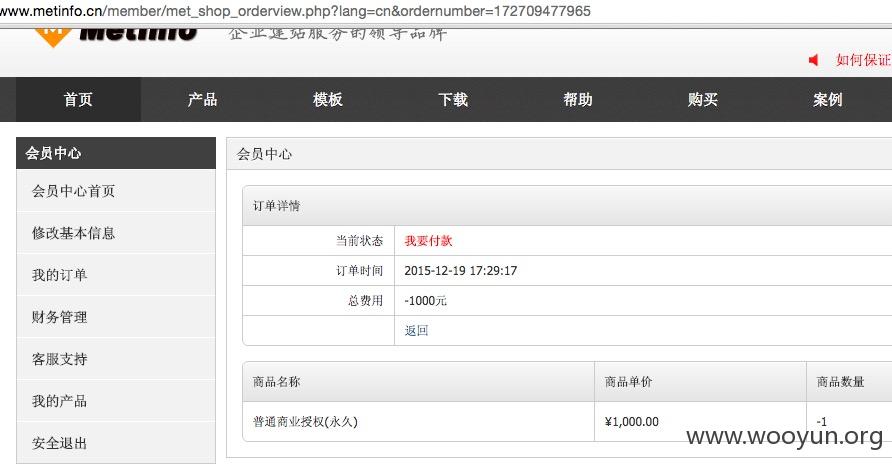 www.metinfo.cn/member/met_shop_orderview.php?lang=cn&ordernumber=172709477965
MetInfo 企业建站服务的领导品牌
如何保证
首页 产品 模板 下载 帮助 购买 案例
会员中心
会员中心首页
修改基本信息
我的订单
财务管理
客服支持
我的产品
安全退出
会员中心
订单详情
当前状态 我要付款
订单时间 2015-12-19 17:29:17
总费用 -1000元
返回
商品名称 商品单价 商品数量
普通商业授权(永久) ¥1,000.00 -1
www.wooyun.org